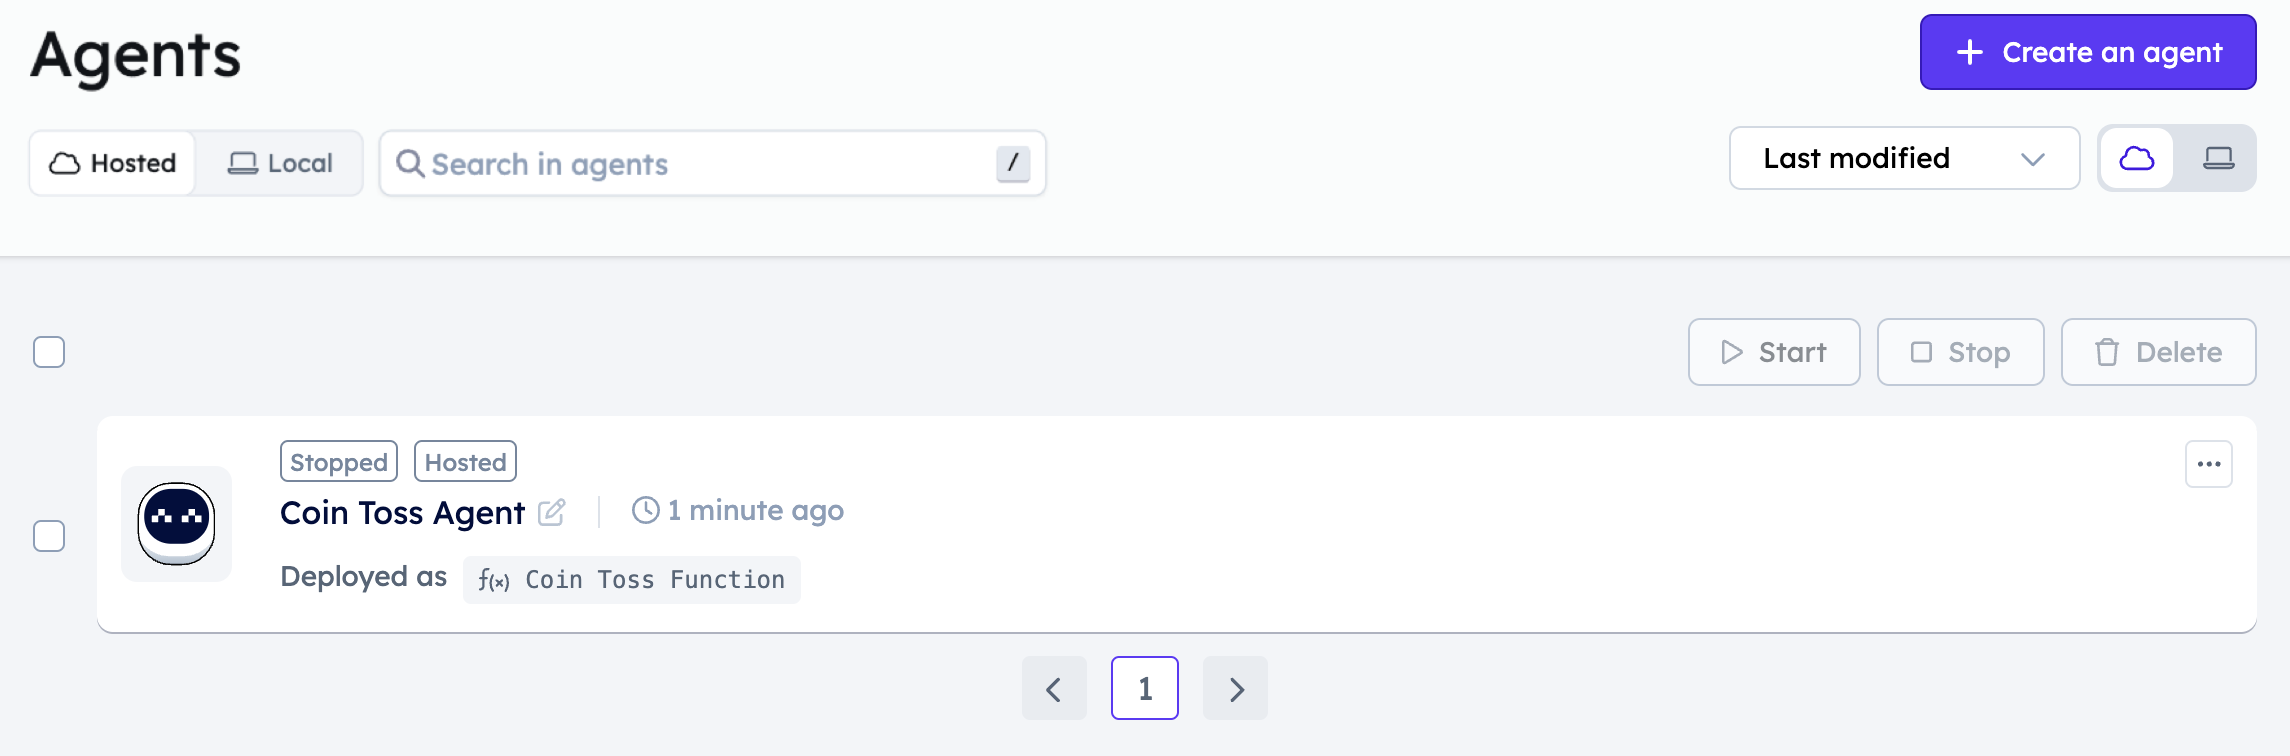 Agents
+ Create an agent
Hosted Local Search in agents / Last modified
Start Stop Delete
Stopped Hosted
Coin Toss Agent 1 minute ago
Deployed as f(x) Coin Toss Function
1